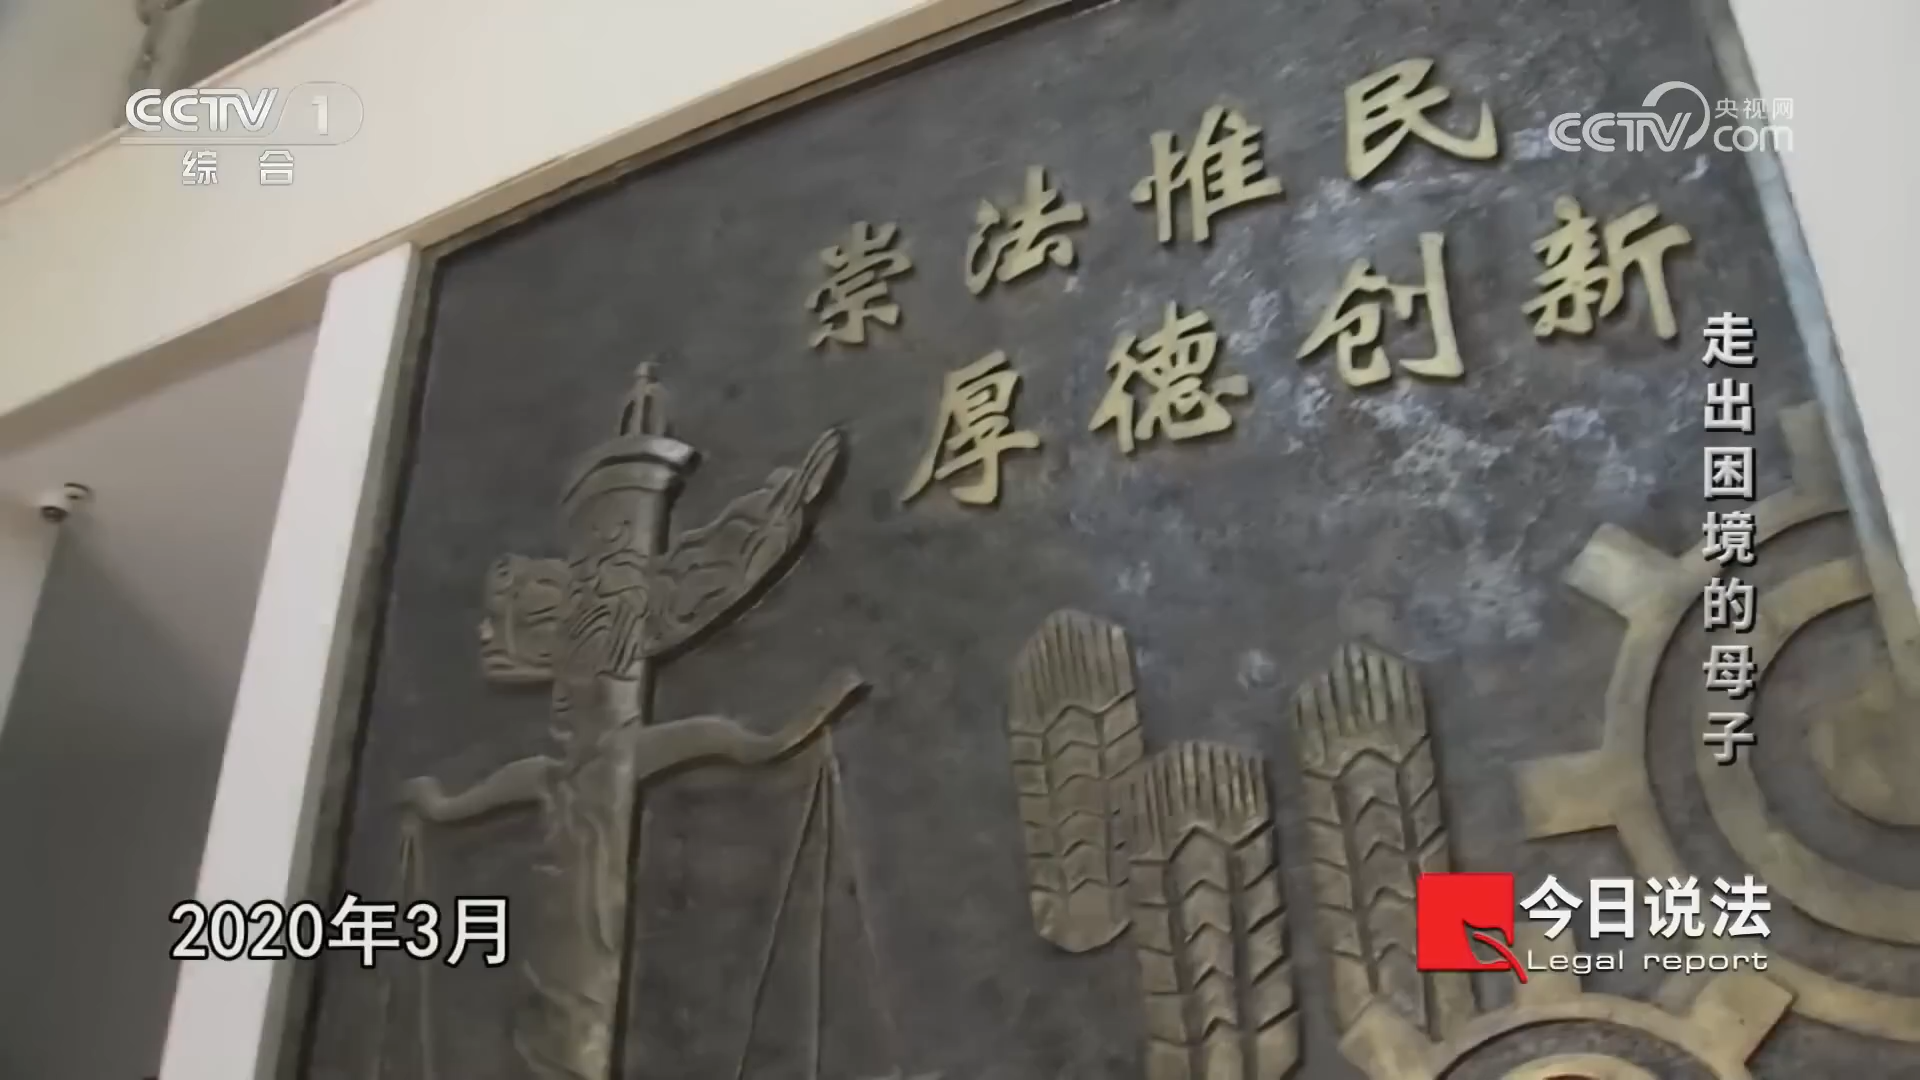 CCTV 1
综合
央视网
CCTV.com
崇法惟民
厚德创新
走出困境的母子
2020年3月
今日说法
Legal report